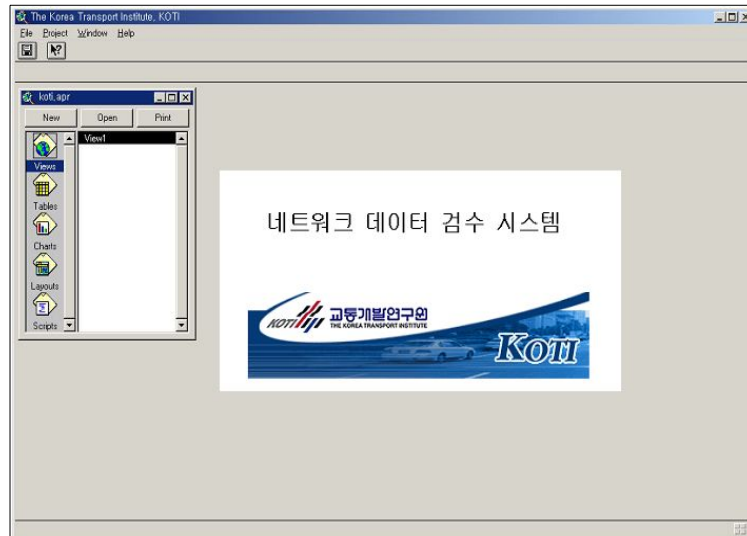 The Korea Transport Institute, KOTI
File Project Window Help
koti.apr
New Open Print
View1
Views
Tables
Charts
Layouts
Scripts
네트워크 데이터 검수 시스템
KOTI 교통개발연구원
THE KOREA TRANSPORT INSTITUTE
KOTI